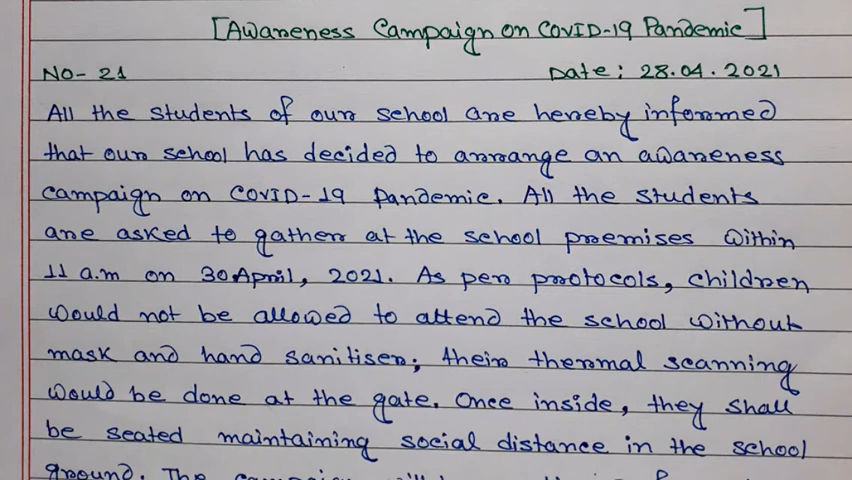 [Awareness Campaign on COVID-19 Pandemic]
NO- 21 Date: 28.04.2021
All the students of our school are hereby informed
that our school has decided to arrange an awareness
campaign on COVID-19 Pandemic. All the students
are asked to gather at the school premises within
11 a.m on 30 April, 2021. As per protocols, children
would not be allowed to attend the school without
mask and hand sanitiser; their thermal scanning
would be done at the gate. Once inside, they shall
be seated maintaining social distance in the school
ground. The campaign will